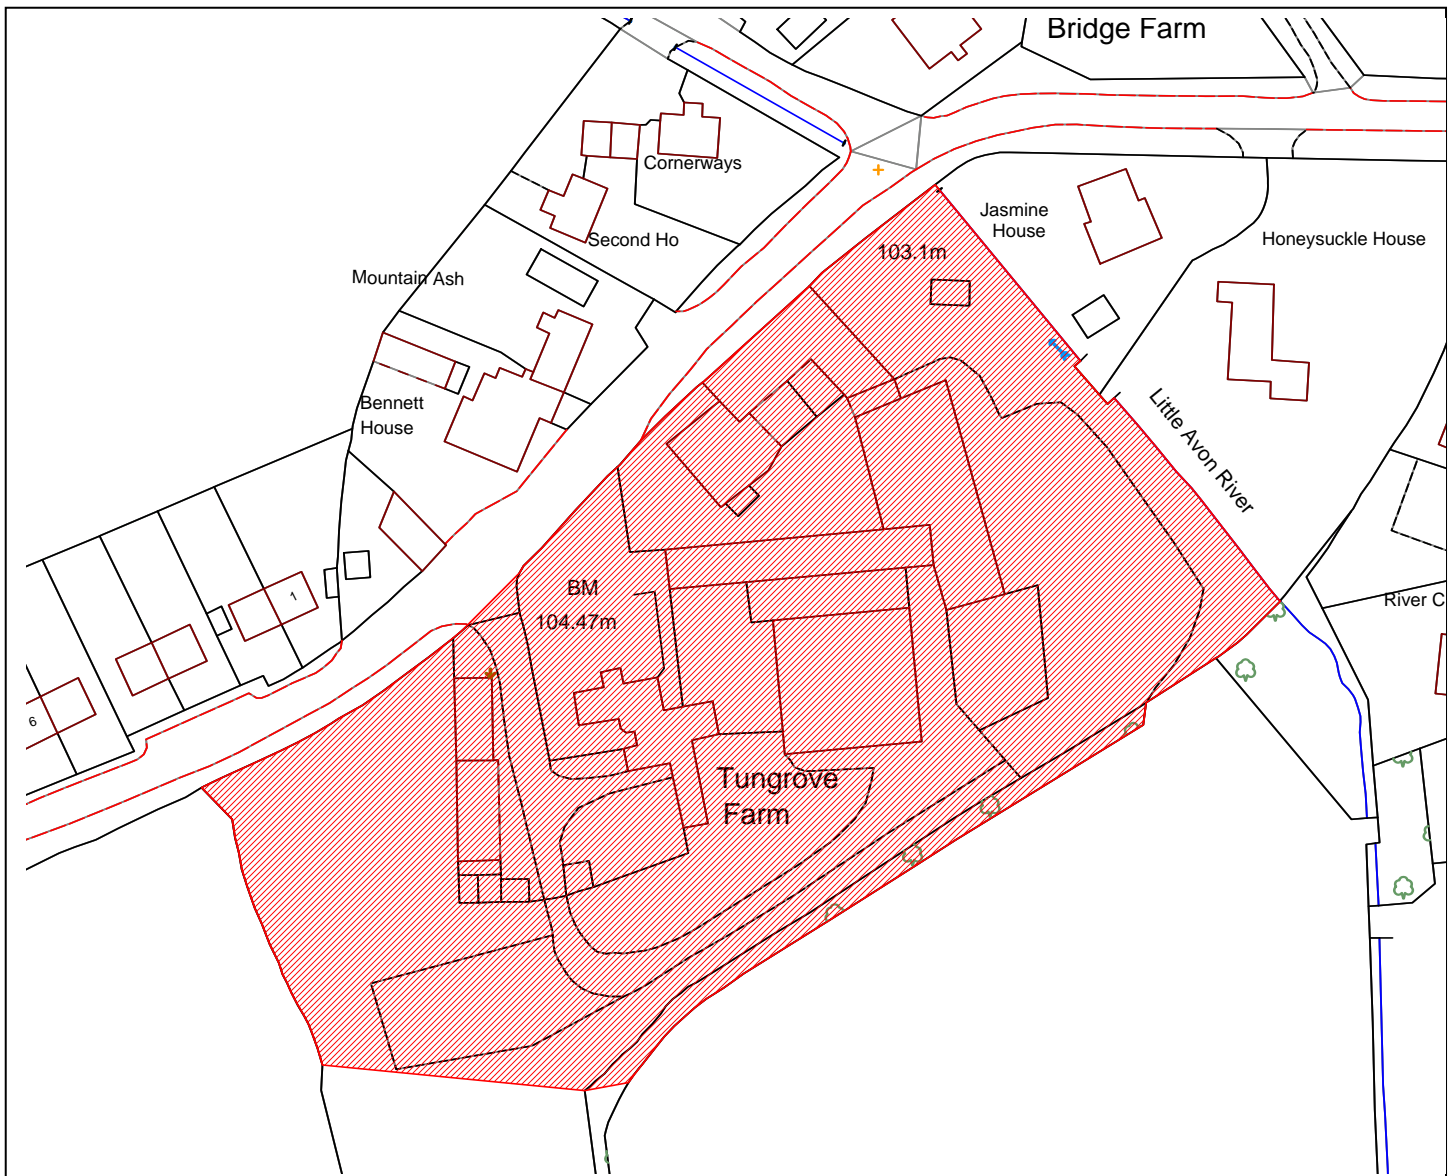 Bridge Farm
Cornerways
Jasmine
House
Second Ho
Honeysuckle House
103.1m
Mountain Ash
Bennett
House
Little Avon River
BM
104.47m
1
River C
6
Tungrove
Farm